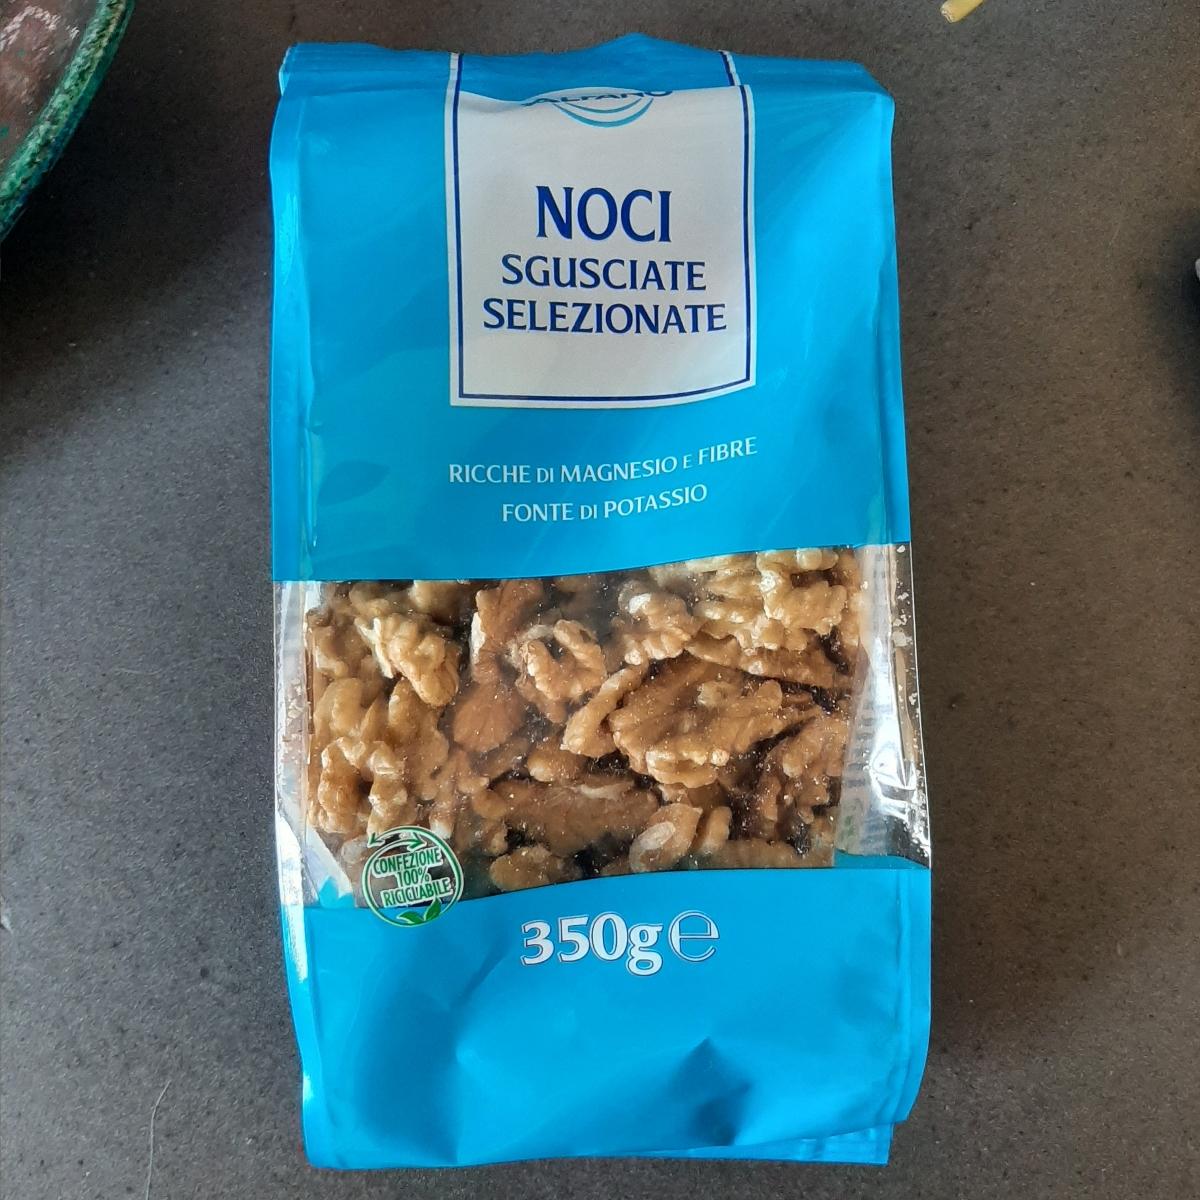 NOCI
SGUSCIATE
SELEZIONATE
RICCHE DI MAGNESIO E FIBRE
FONTE DI POTASSIO
CONFEZIONE
100%
RICICLABILE
350g e